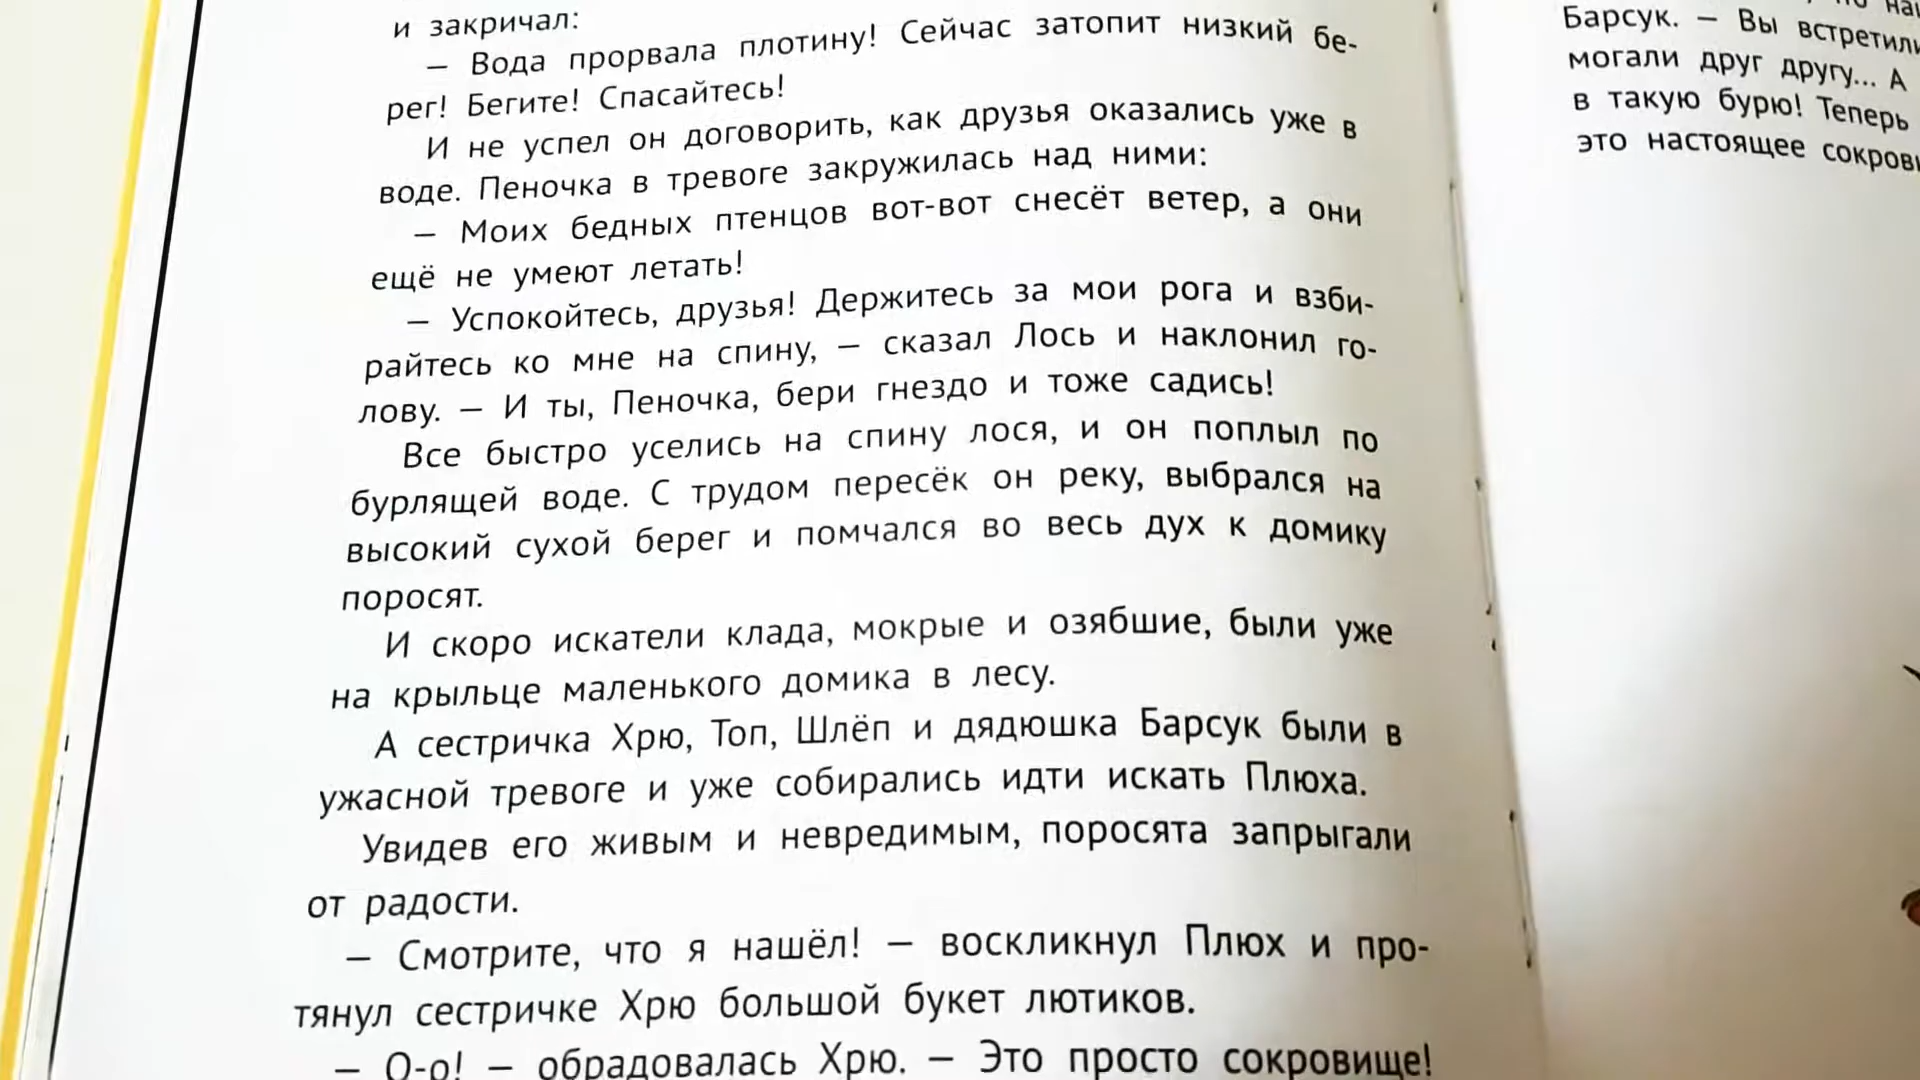 и закричал:
— Вода прорвала плотину! Сейчас затопит низкий бе-
рег! Бегите! Спасайтесь!
И не успел он договорить, как друзья оказались уже в
воде. Пеночка в тревоге закружилась над ними:
— Моих бедных птенцов вот-вот снесёт ветер, а они
ещё не умеют летать!
— Успокойтесь, друзья! Держитесь за мои рога и взби-
райтесь ко мне на спину, — сказал Лось и наклонил го-
лову. — И ты, Пеночка, бери гнездо и тоже садись!
Все быстро уселись на спину лося, и он поплыл по
бурлящей воде. С трудом пересёк он реку, выбрался на
высокий сухой берег и помчался во весь дух к домику
поросят.
И скоро искатели клада, мокрые и озябшие, были уже
на крыльце маленького домика в лесу.
А сестричка Хрю, Топ, Шлёп и дядюшка Барсук были в
ужасной тревоге и уже собирались идти искать Плюха.
Увидев его живым и невредимым, поросята запрыгали
от радости.
— Смотрите, что я нашёл! — воскликнул Плюх и про-
тянул сестричке Хрю большой букет лютиков.
— О-о! — обрадовалась Хрю. — Это просто сокровище!
Барсук. — Вы
могали друг другу... А
в такую бурю! Теперь
это настоящее